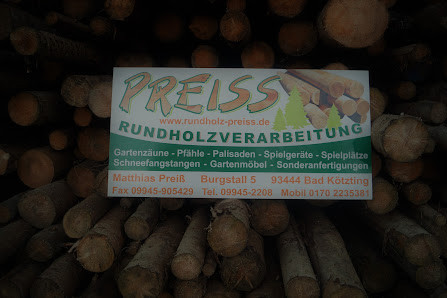 PREISS
www.rundholz-preiss.de
RUNDHOLZVERARBEITUNG
Gartenzäune - Pfähle - Palisaden - Spielgeräte - Spielplätze
Schneefangstangen - Gartenmöbel - Sonderanfertigungen
Matthias Preiß Burgstall 5 93444 Bad Kötzting
Fax 09945-905429 Tel. 09945-2208 Mobil 0170 2235381